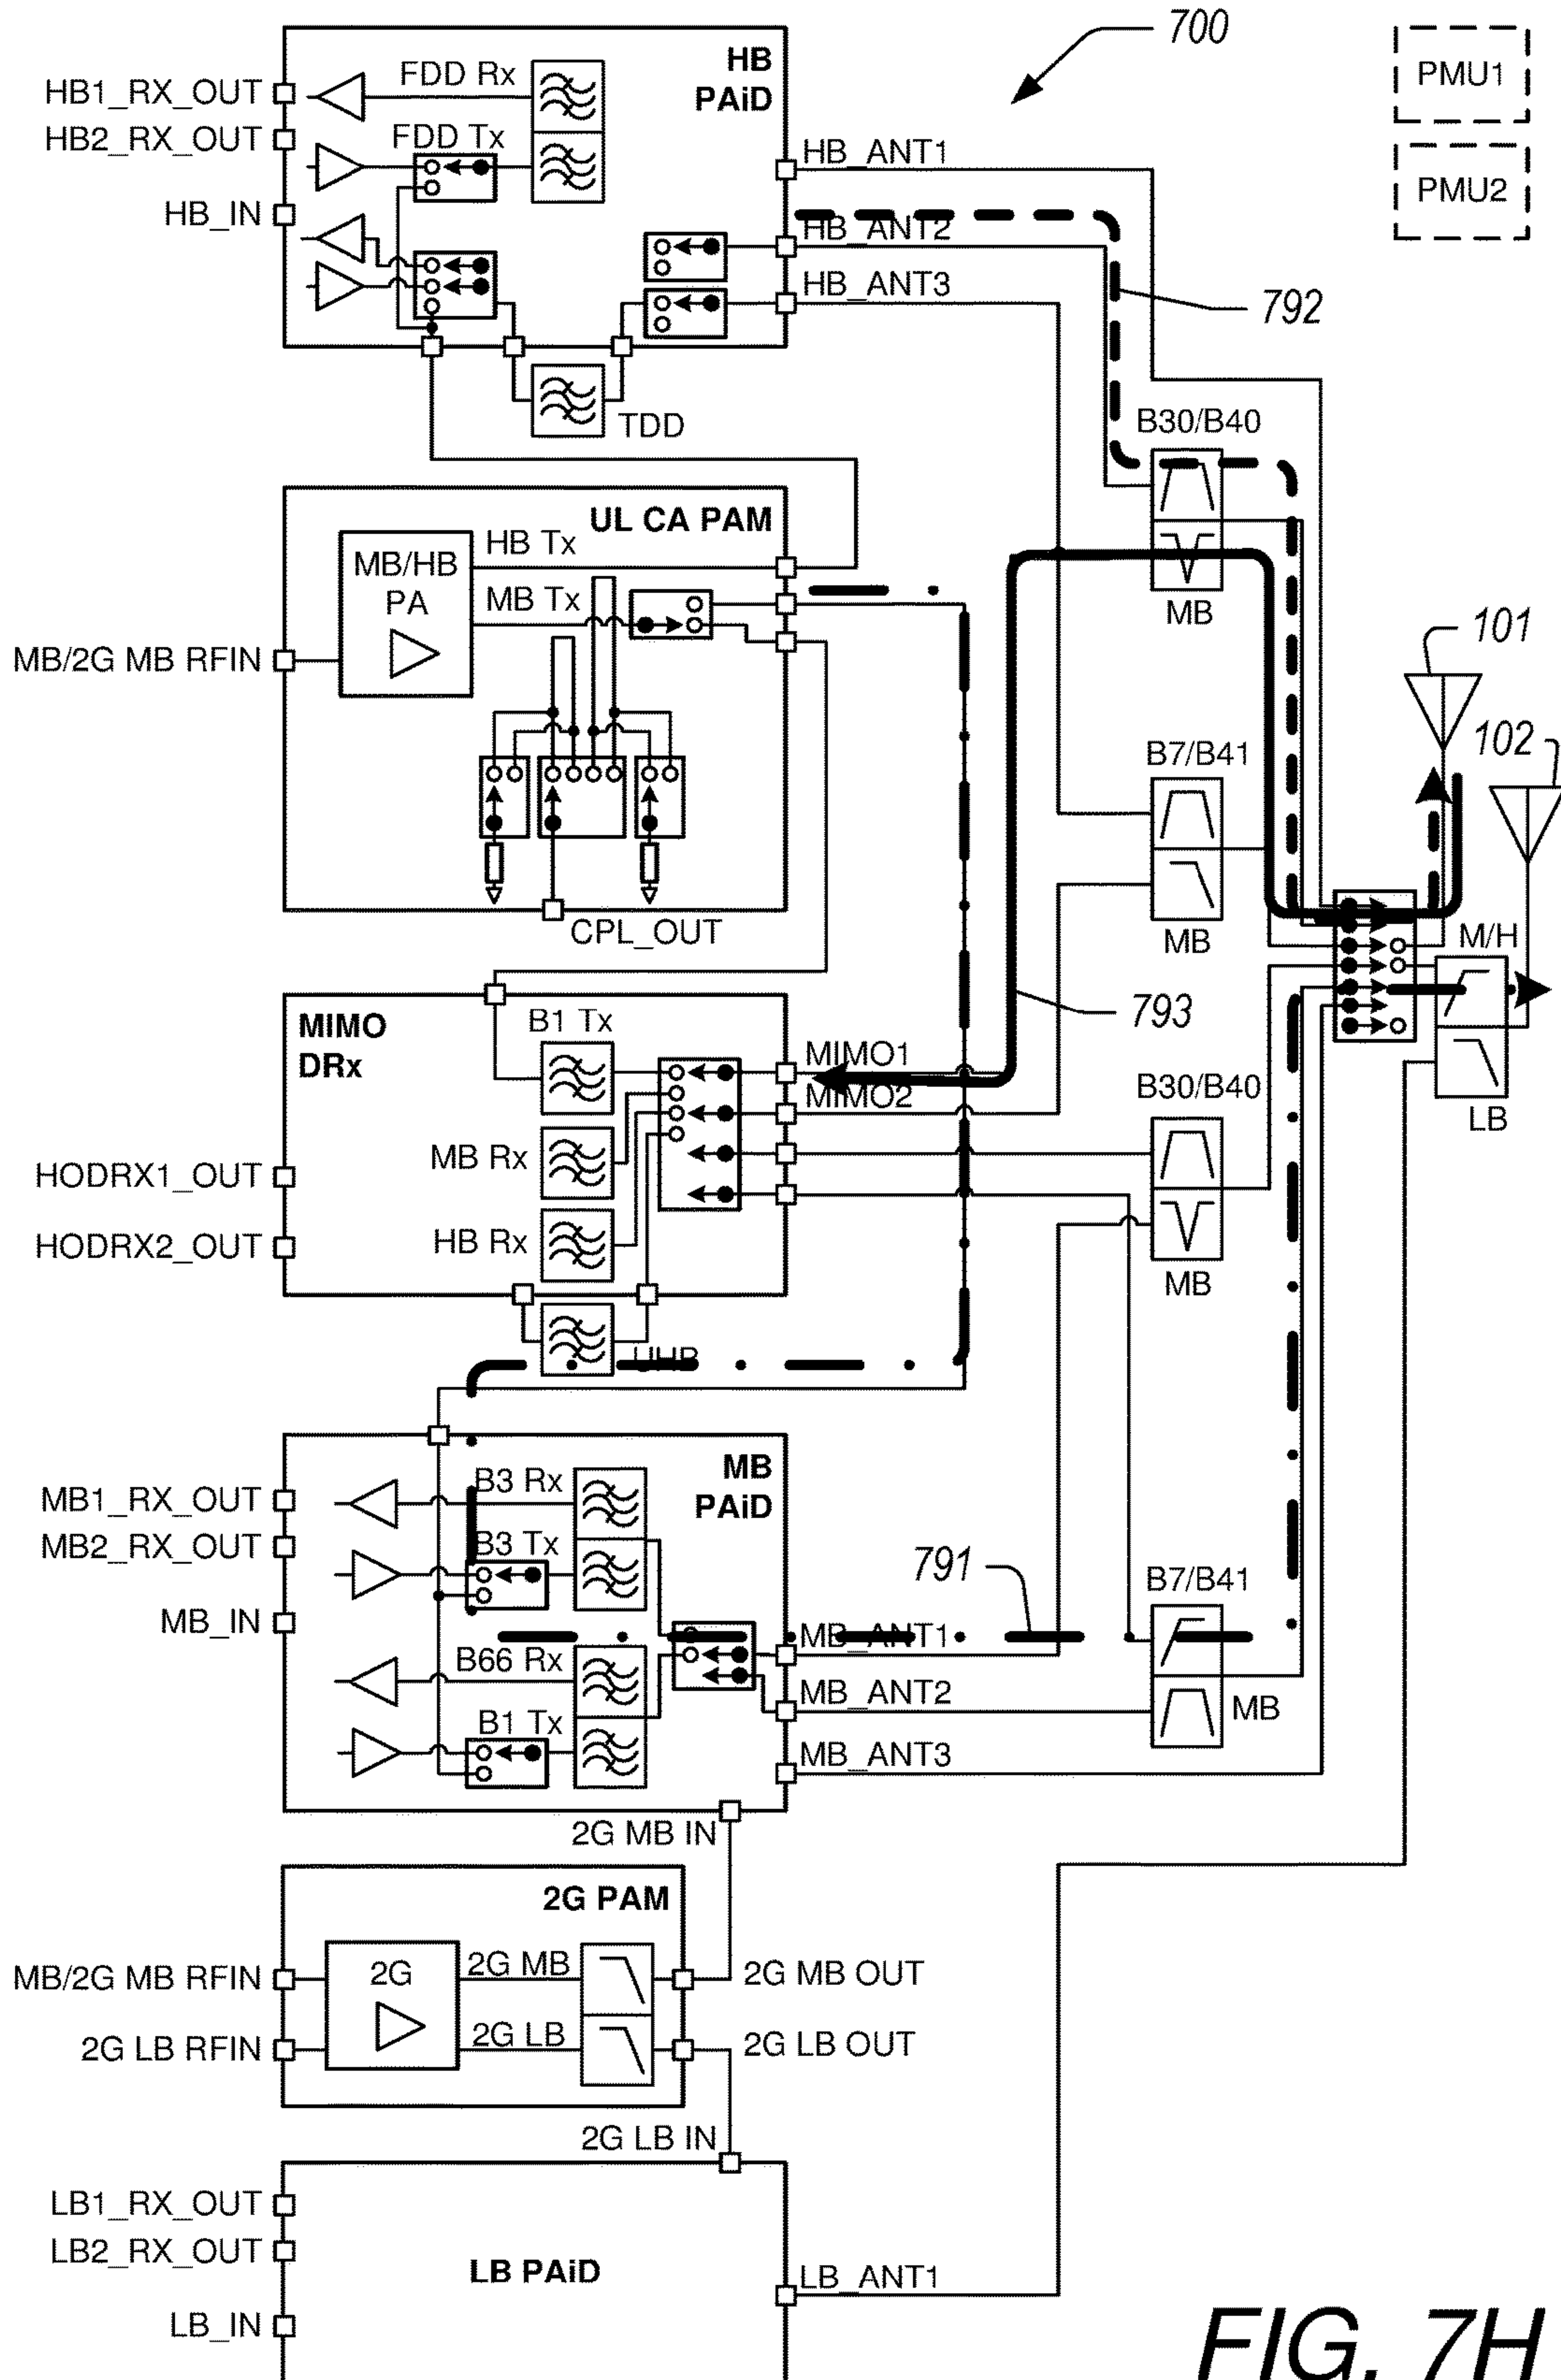 700
PMU1
PMU2
HB
PAiD
HB1_RX_OUT
FDD Rx
HB2_RX_OUT
FDD Tx
HB_IN
HB_ANT1
HB_ANT2
HB_ANT3
792
TDD
B30/B40
MB
UL CA PAM
MB/HB
PA
HB Tx
MB Tx
MB/2G MB RFIN
CPL_OUT
101
102
B7/B41
MB
M/H
LB
793
MIMO
DRx
B1 Tx
MIMO1
MIMO2
MB Rx
HODRX1_OUT
HB Rx
HODRX2_OUT
UHB
B30/B40
MB
MB
PAiD
MB1_RX_OUT
B3 Rx
MB2_RX_OUT
B3 Tx
MB_IN
791
MB_ANT1
B66 Rx
MB_ANT2
B1 Tx
MB_ANT3
B7/B41
MB
2G MB IN
2G PAM
MB/2G MB RFIN
2G
2G MB
2G MB OUT
2G LB RFIN
2G LB
2G LB OUT
2G LB IN
LB1_RX_OUT
LB2_RX_OUT
LB PAiD
LB_ANT1
LB_IN
FIG. 7H